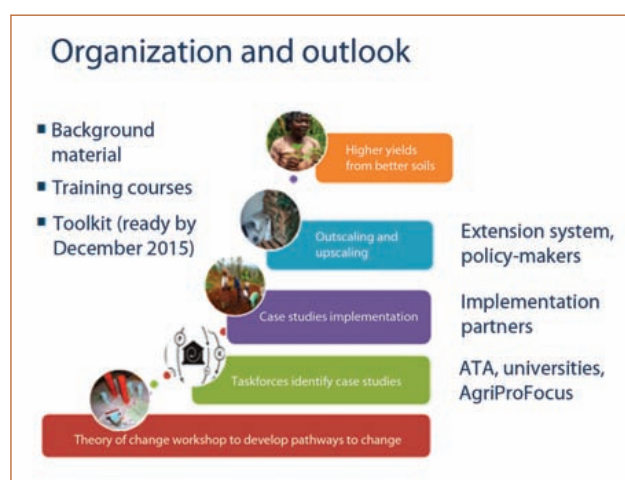 Organization and outlook
▪ Background
material
▪ Training courses
▪ Toolkit (ready by
December 2015)
Higher yields
from better soils
Outscaling and
upscaling
Extension system,
policy-makers
Case studies implementation
Implementation
partners
Taskforces identify case studies
ATA, universities,
AgriProFocus
Theory of change workshop to develop pathways to change